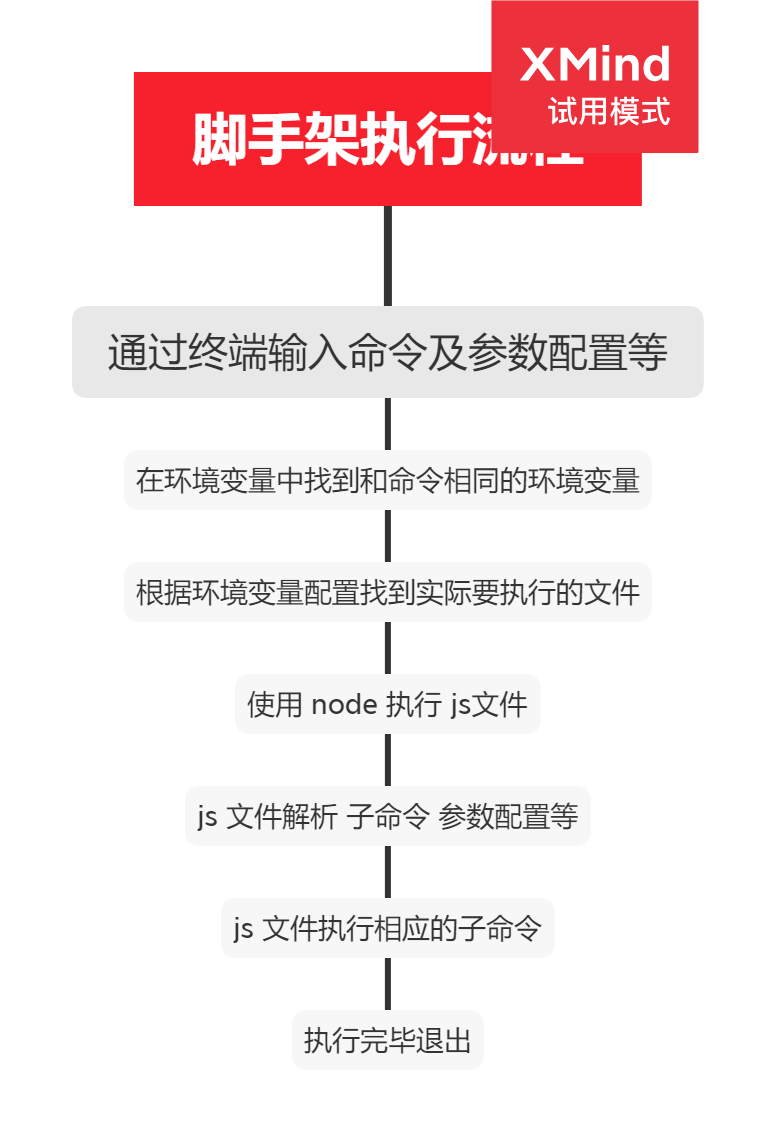 XMind
试用模式
脚手架执行流程
通过终端输入命令及参数配置等
在环境变量中找到和命令相同的环境变量
根据环境变量配置找到实际要执行的文件
使用 node 执行 js文件
js 文件解析 子命令 参数配置等
js 文件执行相应的子命令
执行完毕退出